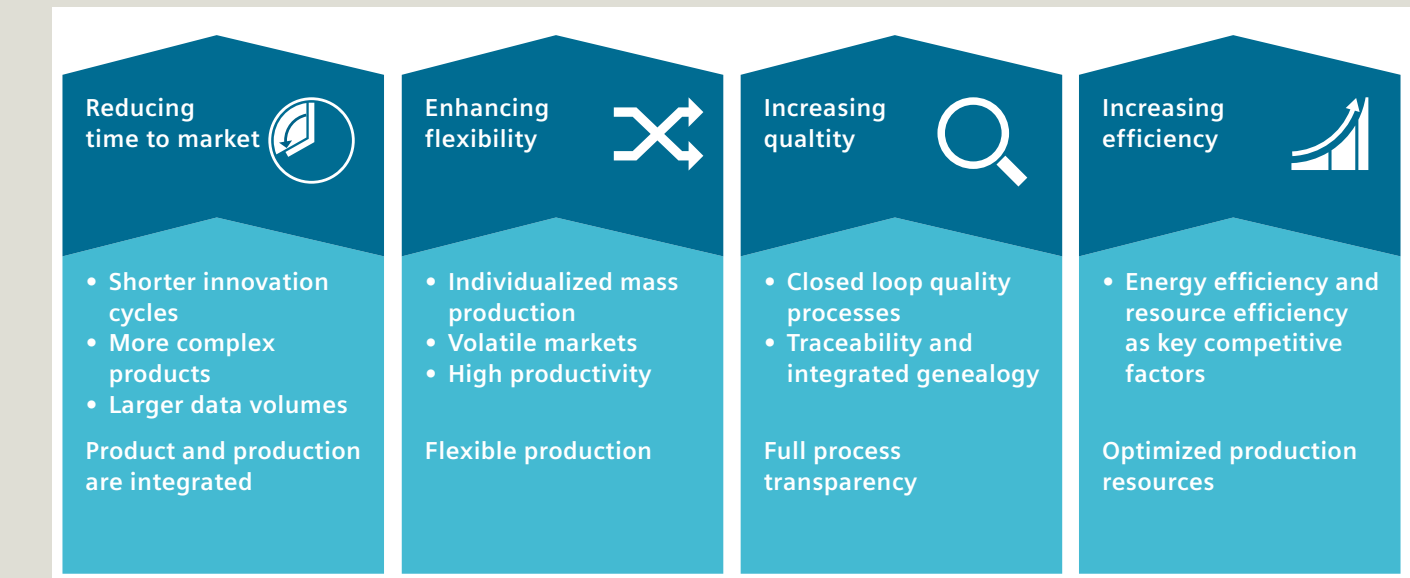 Reducing
time to market
• Shorter innovation
cycles
• More complex
products
• Larger data volumes
Product and production
are integrated
Enhancing
flexibility
• Individualized mass
production
• Volatile markets
• High productivity
Flexible production
Increasing
qualtity
• Closed loop quality
processes
• Traceability and
integrated genealogy
Full process
transparency
Increasing
efficiency
• Energy efficiency and
resource efficiency
as key competitive
factors
Optimized production
resources